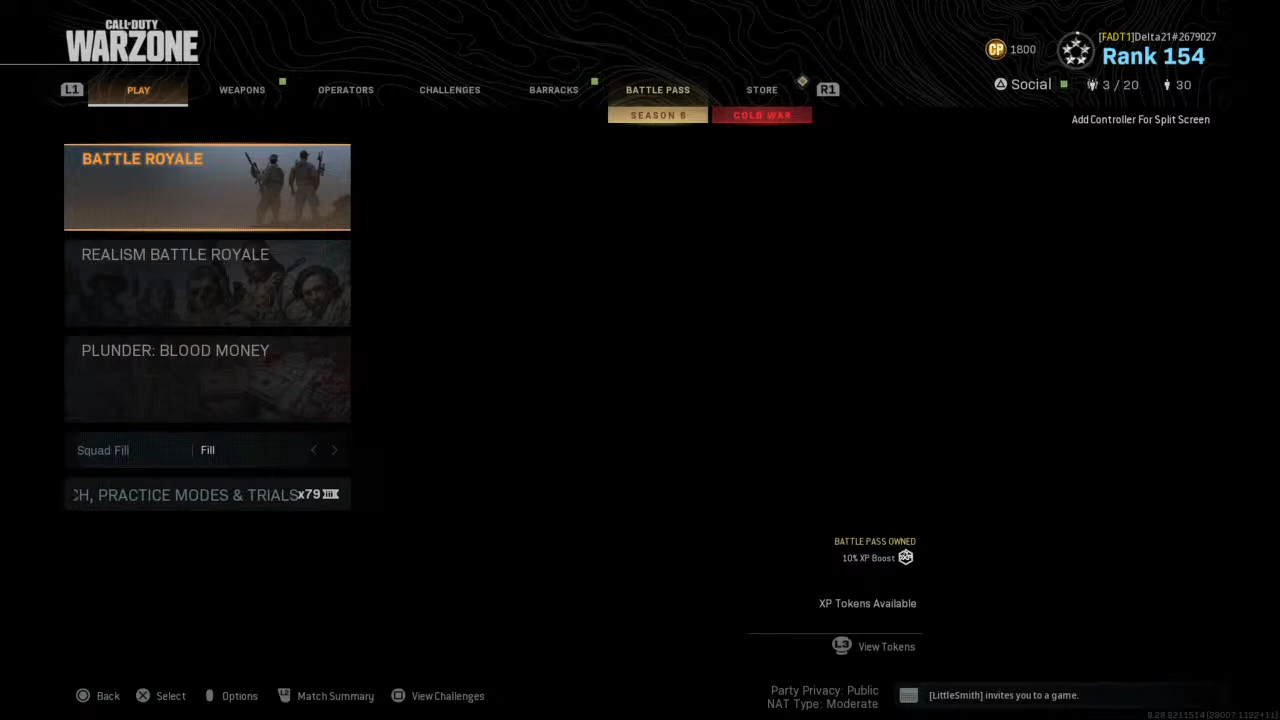 CALL OF DUTY
WARZONE
CP 1800
[FADT1]Delta21#2679027
Rank 154
L1
PLAY
WEAPONS
OPERATORS
CHALLENGES
BARRACKS
BATTLE PASS
STORE
R1
Social
3 / 20
30
SEASON 6
COLD WAR
Add Controller For Split Screen
BATTLE ROYALE
REALISM BATTLE ROYALE
PLUNDER: BLOOD MONEY
Squad Fill
Fill
CH, PRACTICE MODES & TRIALS x79
BATTLE PASS OWNED
10% XP Boost
XP Tokens Available
L3 View Tokens
Back
Select
Options
L2 Match Summary
View Challenges
Party Privacy: Public
NAT Type: Moderate
[LittleSmith] invites you to a game.